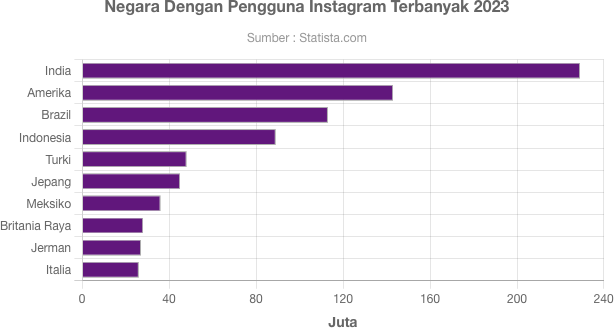 Negara Dengan Pengguna Instagram Terbanyak 2023
Sumber : Statista.com
India
Amerika
Brazil
Indonesia
Turki
Jepang
Meksiko
Britania Raya
Jerman
Italia
0 40 80 120 160 200 240
Juta